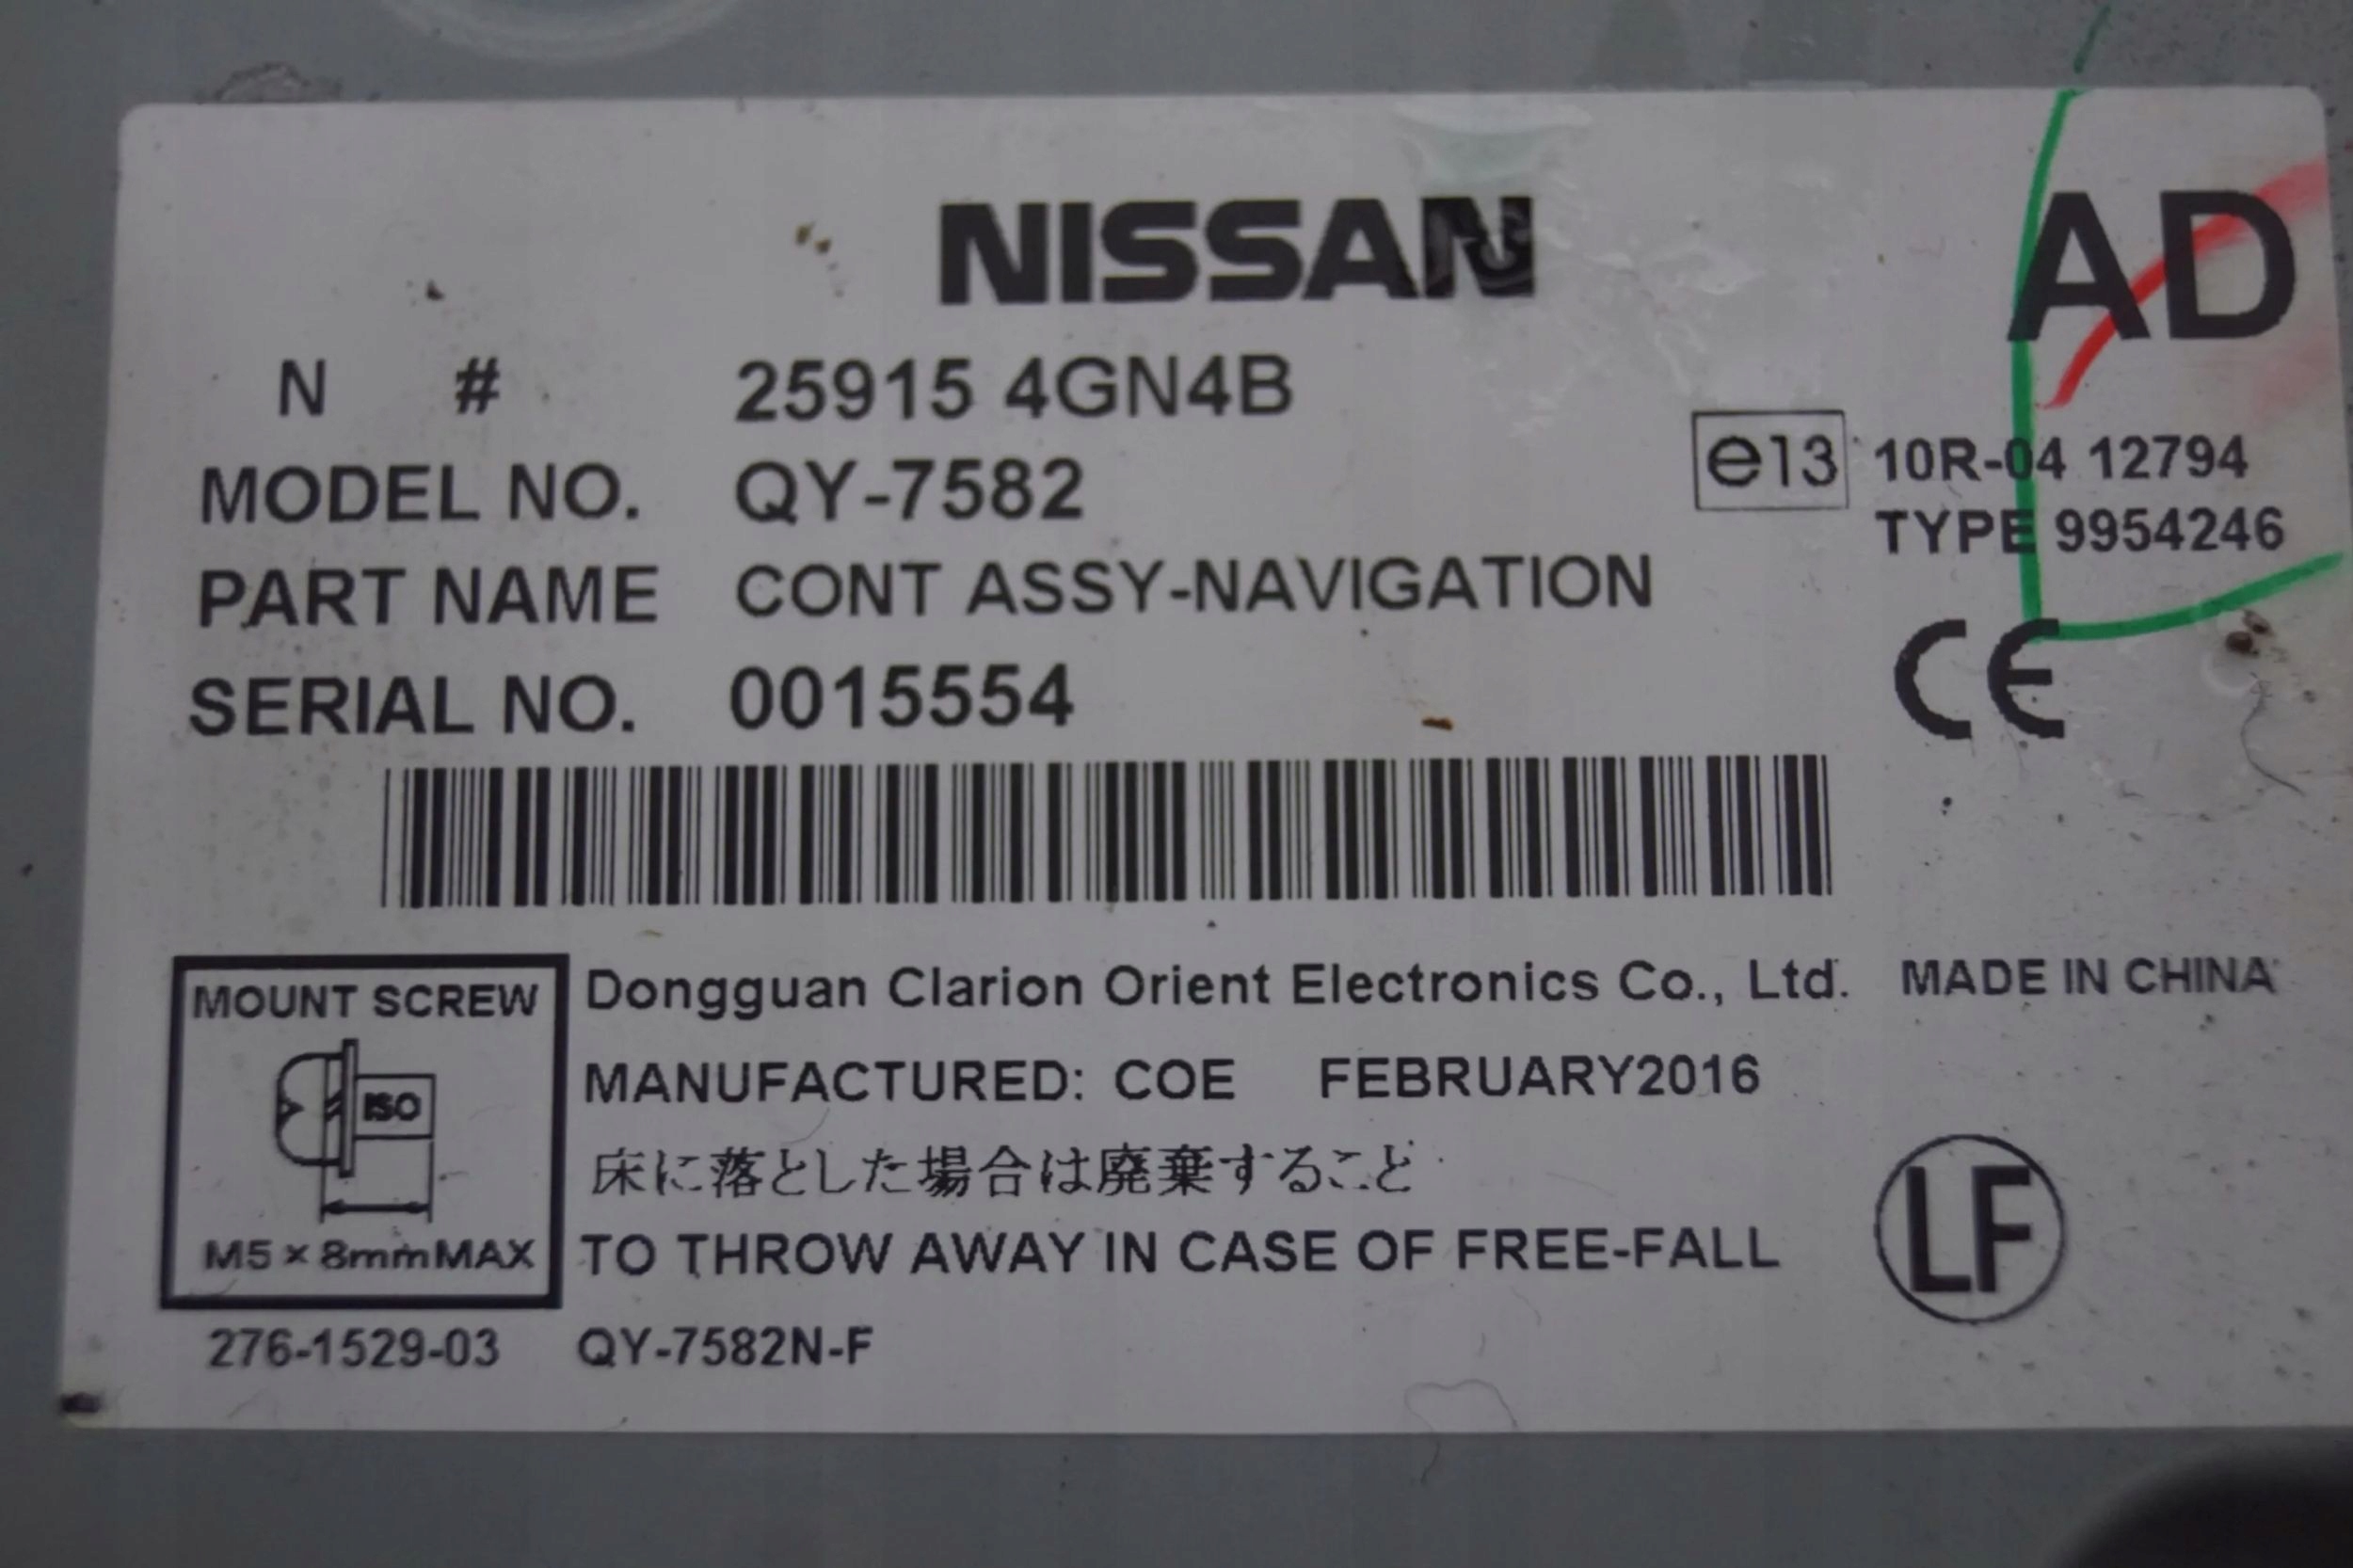 NISSAN
AD
N # 25915 4GN4B
MODEL NO. QY-7582
e13 10R-04 12794
TYPE 9954246
PART NAME CONT ASSY-NAVIGATION
SERIAL NO. 0015554
CE
MOUNT SCREW
ISO
M5 × 8mmMAX
Dongguan Clarion Orient Electronics Co., Ltd. MADE IN CHINA
MANUFACTURED: COE FEBRUARY2016
床に落とした場合は廃棄すること
TO THROW AWAY IN CASE OF FREE-FALL
LF
276-1529-03 QY-7582N-F